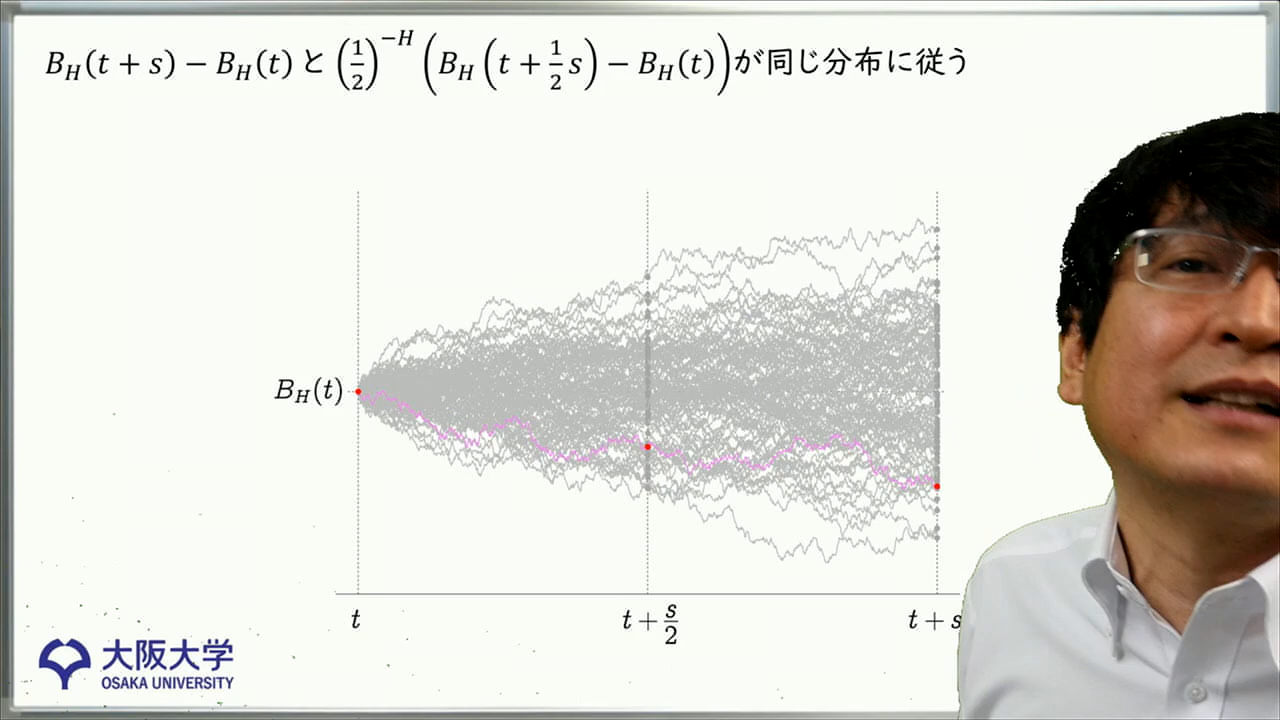 B_H(t + s) − B_H(t) と (1/2)^{−H} (B_H (t + 1/2 s) − B_H(t)) が同じ分布に従う
B_H(t)
t
t + s/2
t + s
大阪大学
OSAKA UNIVERSITY